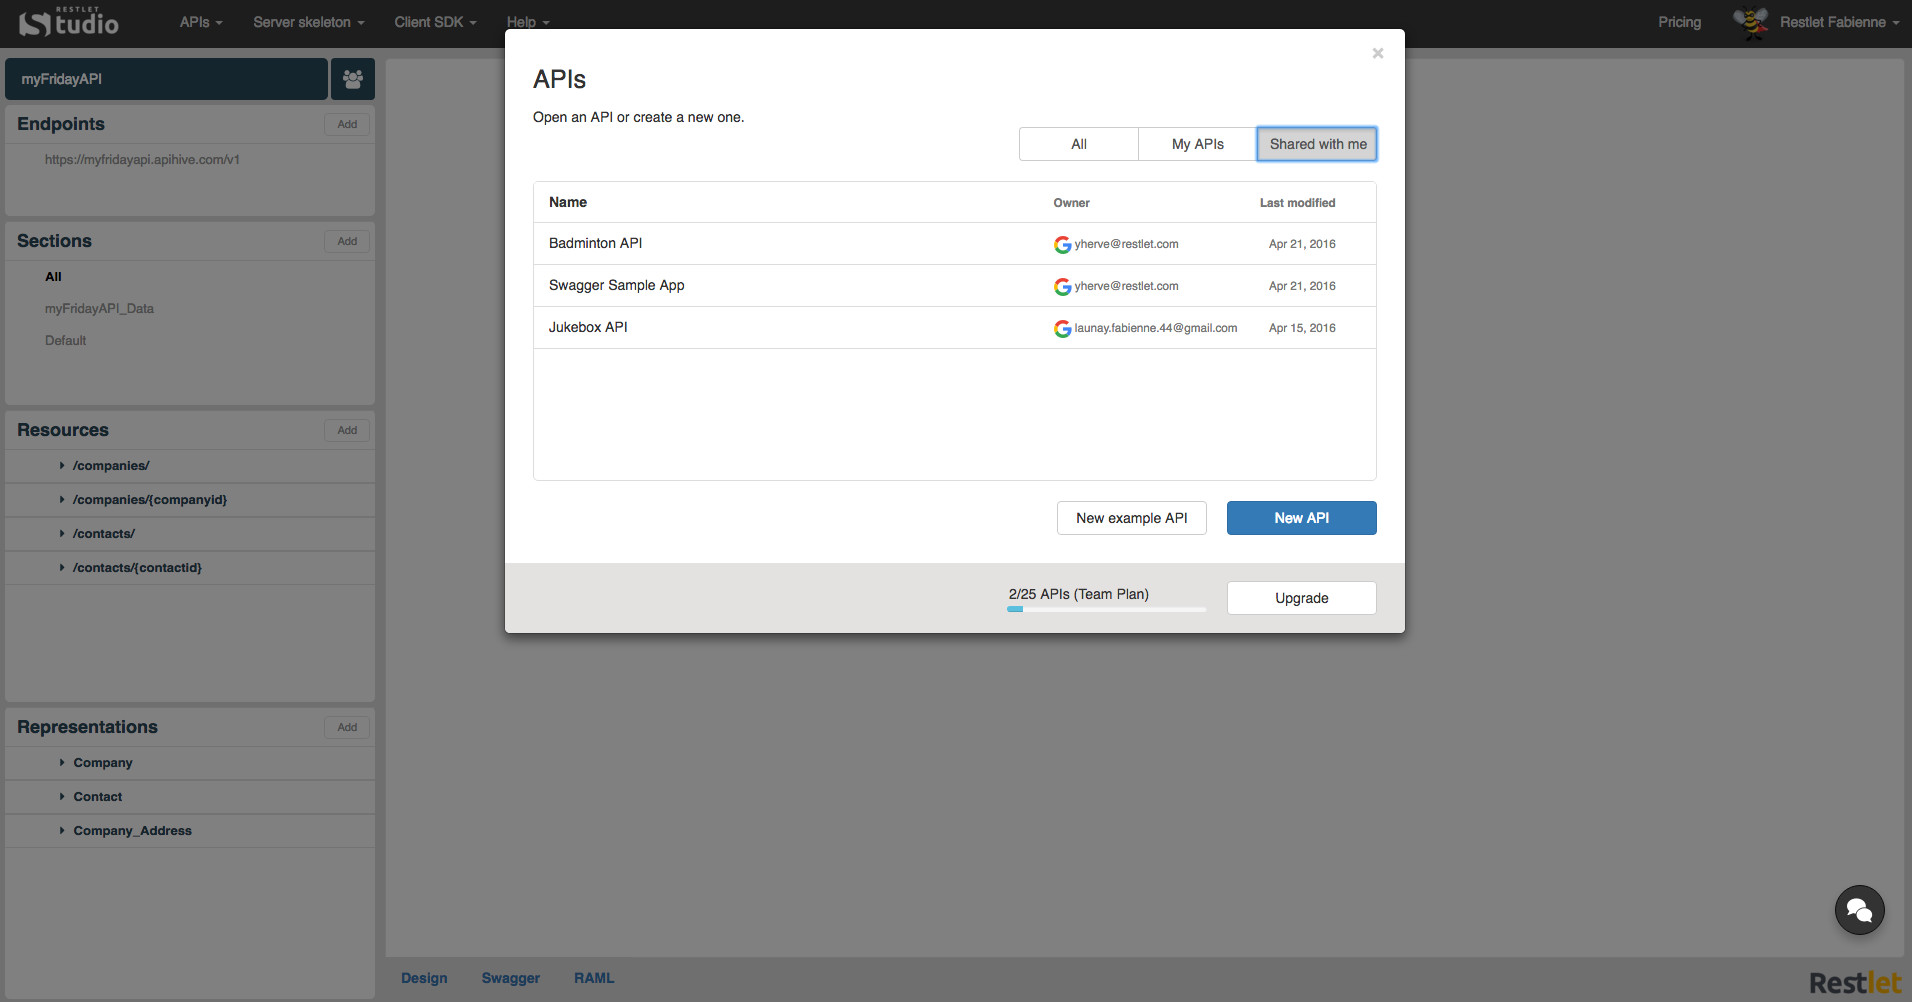 RESTLET
Studio
APIs
Server skeleton
Client SDK
Help
Pricing
Restlet Fabienne
myFridayAPI
Endpoints
Add
https://myfridayapi.apihive.com/v1
Sections
Add
All
myFridayAPI_Data
Default
Resources
Add
/companies/
/companies/{companyid}
/contacts/
/contacts/{contactid}
Representations
Add
Company
Contact
Company_Address
×
APIs
Open an API or create a new one.
All
My APIs
Shared with me
Name Owner Last modified
Badminton API yherve@restlet.com Apr 21, 2016
Swagger Sample App yherve@restlet.com Apr 21, 2016
Jukebox API launay.fabienne.44@gmail.com Apr 15, 2016
New example API
New API
2/25 APIs (Team Plan)
Upgrade
Design
Swagger
RAML
Restlet